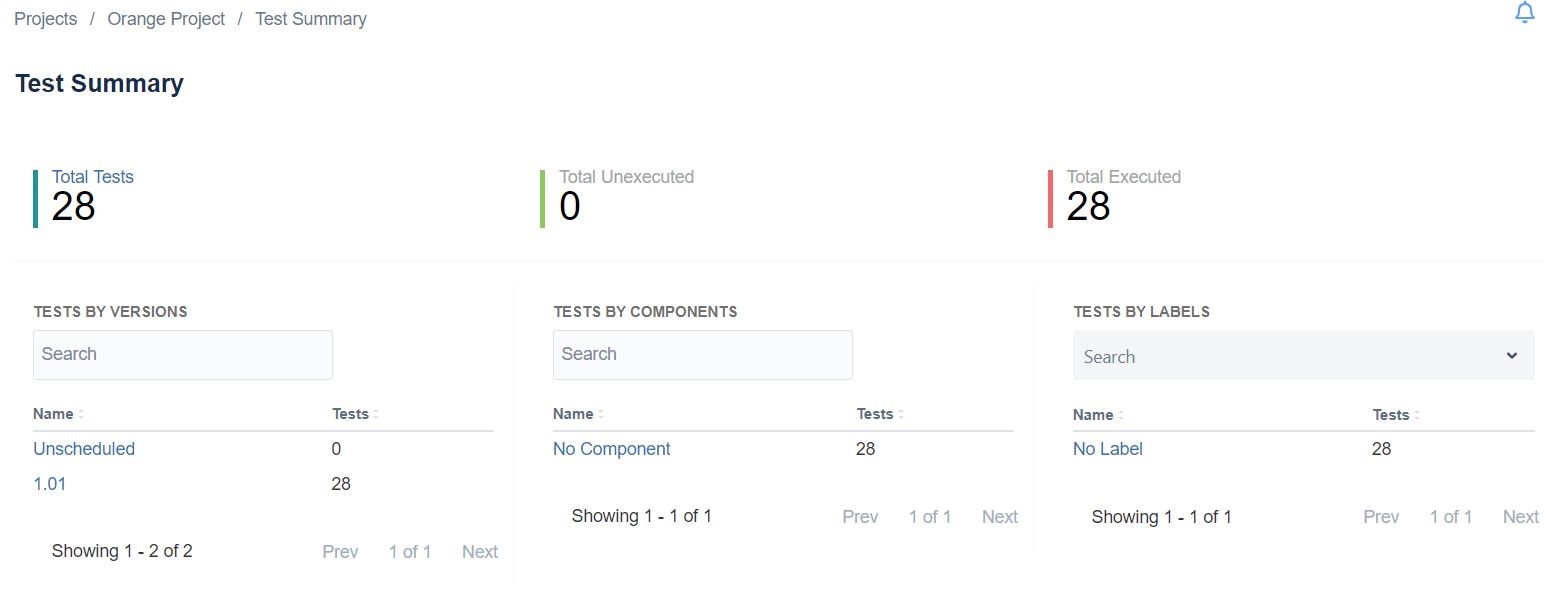 Projects / Orange Project / Test Summary
Test Summary
Total Tests
28
Total Unexecuted
0
Total Executed
28
TESTS BY VERSIONS
Search
Name Tests
Unscheduled 0
1.01 28
Showing 1 - 2 of 2 Prev 1 of 1 Next
TESTS BY COMPONENTS
Search
Name Tests
No Component 28
Showing 1 - 1 of 1 Prev 1 of 1 Next
TESTS BY LABELS
Search
Name Tests
No Label 28
Showing 1 - 1 of 1 Prev 1 of 1 Next